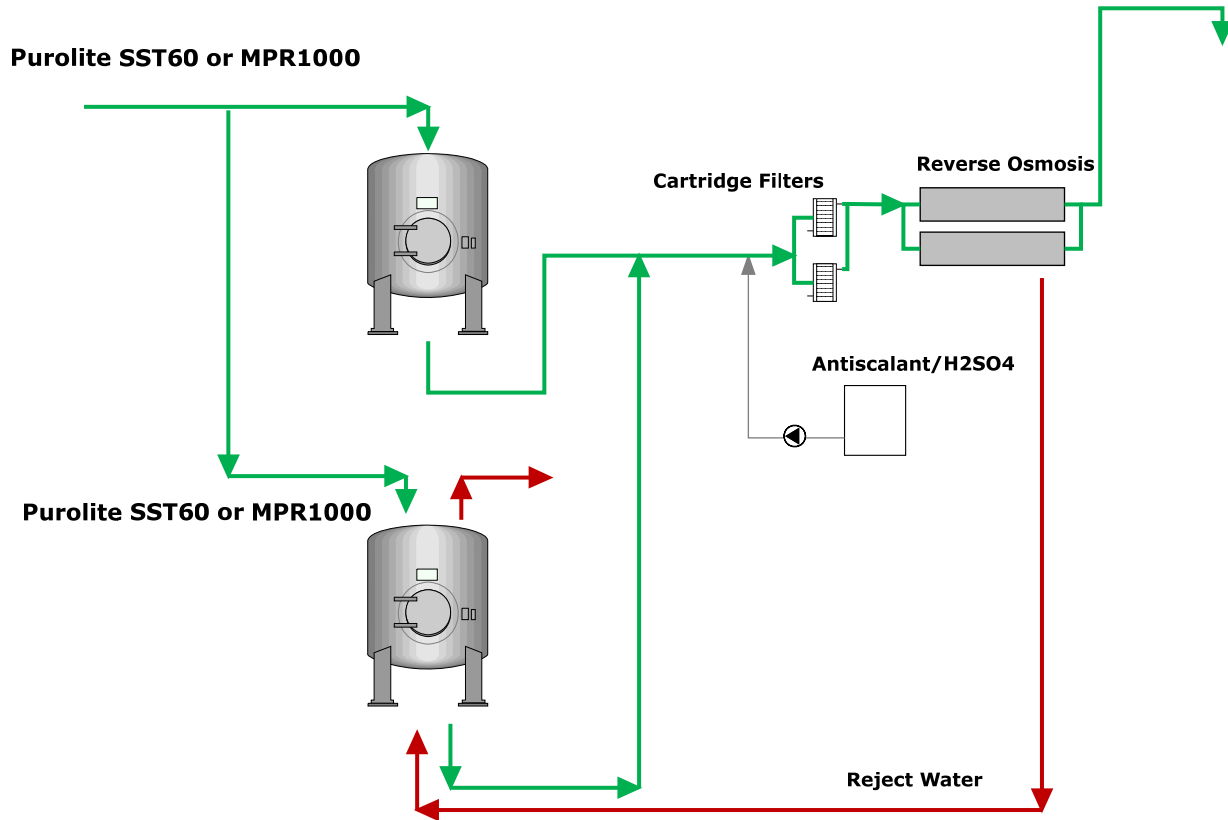 Purolite SST60 or MPR1000
Reverse Osmosis
Cartridge Filters
Antiscalant/H2SO4
Purolite SST60 or MPR1000
Reject Water